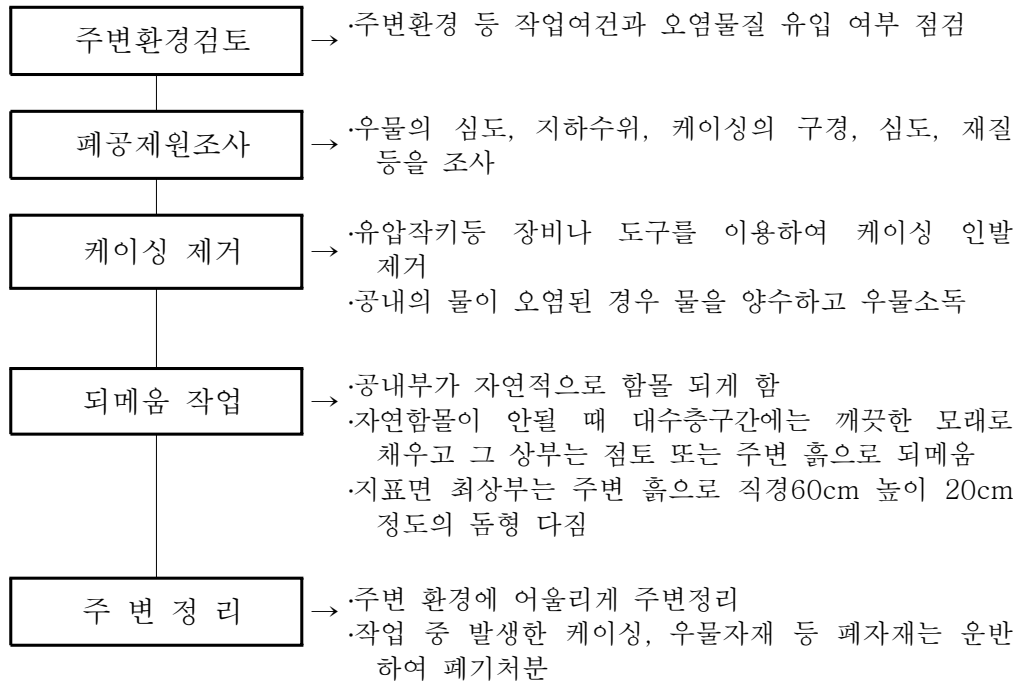 주변환경검토
→ ·주변환경 등 작업여건과 오염물질 유입 여부 점검
폐공제원조사
→ ·우물의 심도, 지하수위, 케이싱의 구경, 심도, 재질
등을 조사
케이싱 제거
→ ·유압작키등 장비나 도구를 이용하여 케이싱 인발
제거
·공내의 물이 오염된 경우 물을 양수하고 우물소독
되메움 작업
→ ·공내부가 자연적으로 함몰 되게 함
·자연함몰이 안될 때 대수층구간에는 깨끗한 모래로
채우고 그 상부는 점토 또는 주변 흙으로 되메움
·지표면 최상부는 주변 흙으로 직경60cm 높이 20cm
정도의 돔형 다짐
주 변 정 리
→ ·주변 환경에 어울리게 주변정리
·작업 중 발생한 케이싱, 우물자재 등 폐자재는 운반
하여 폐기처분